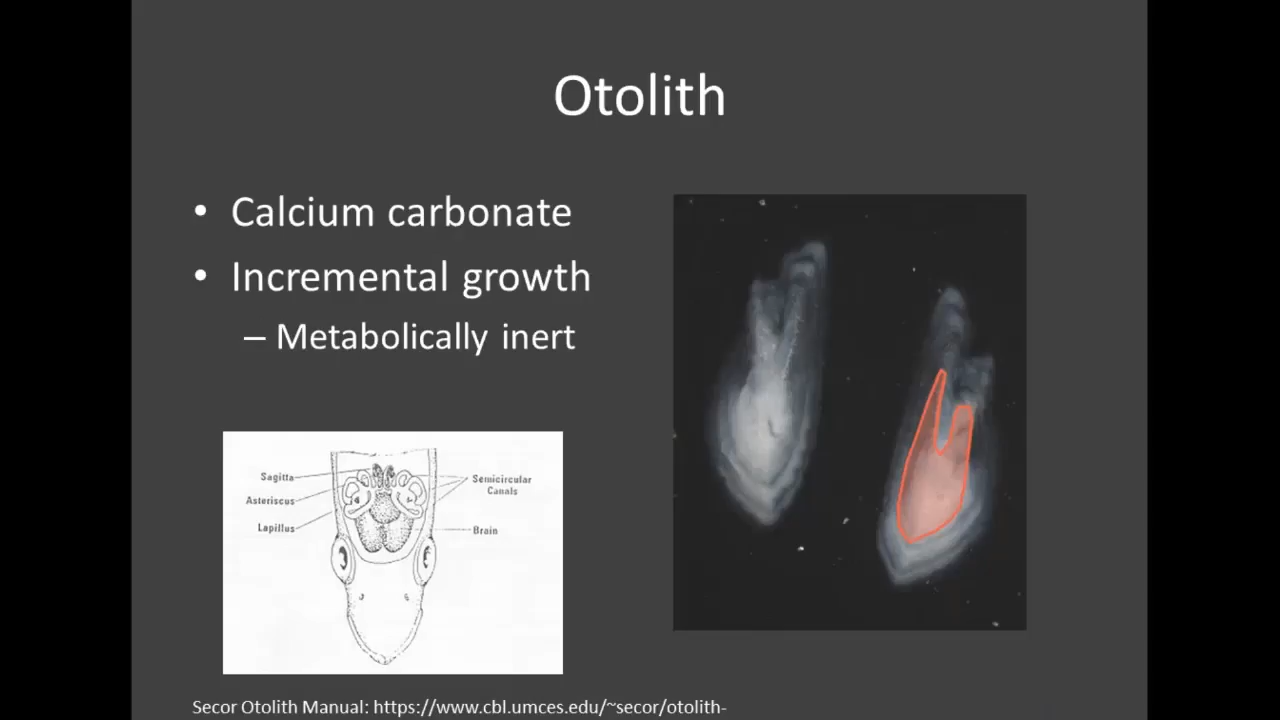 Otolith
• Calcium carbonate
• Incremental growth
– Metabolically inert
Sagitta
Asteriscus
Lapillus
Semicircular
Canals
Brain
Secor Otolith Manual: https://www.cbl.umces.edu/~secor/otolith-